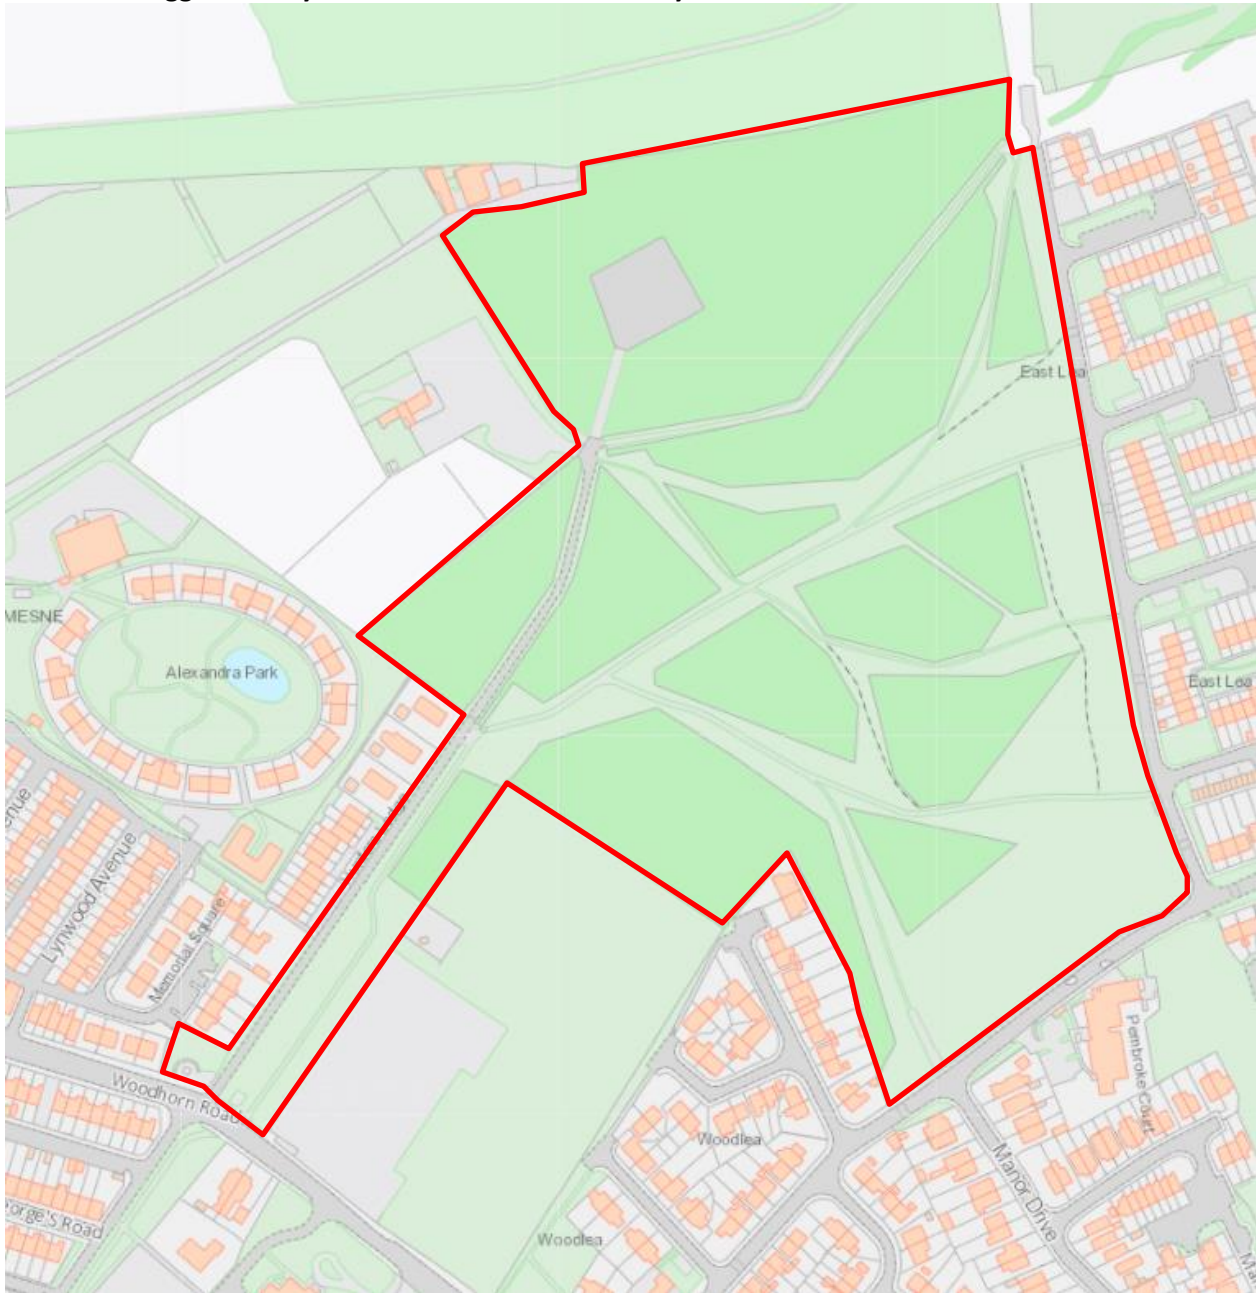 East Lea
MESNE
Alexandra Park
East Lea
Lynwood Avenue
Memorial Square
Woodhorn Road
Pembroke Court
Woodlea
Manor Drive
Woodlea